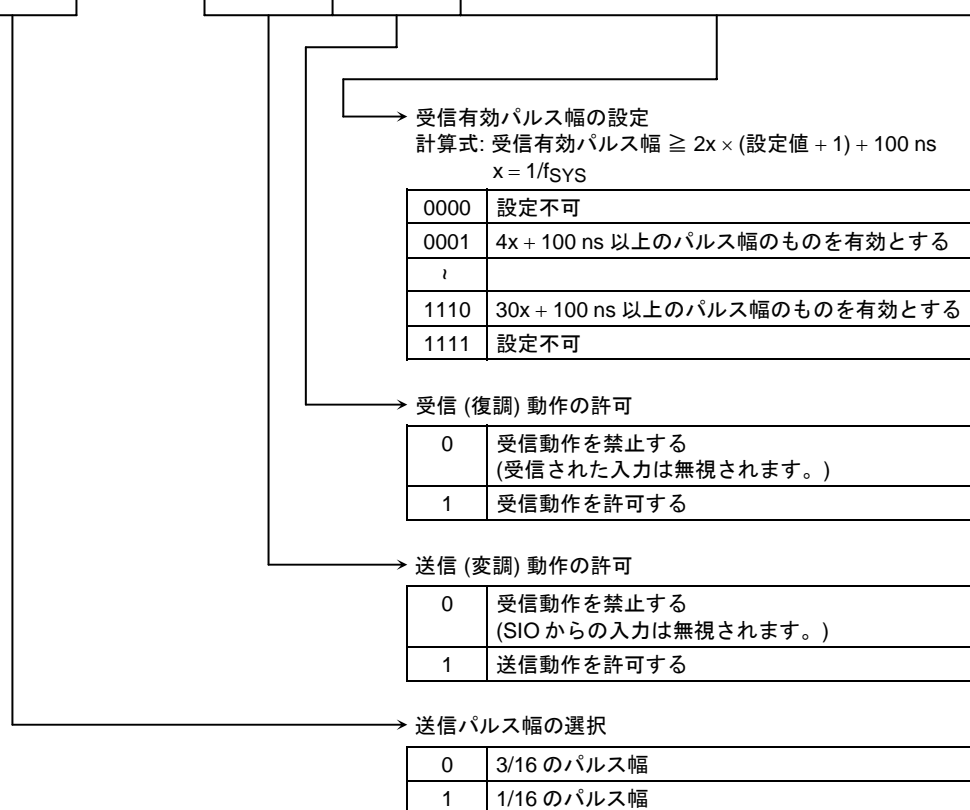 受信有効パルス幅の設定
計算式: 受信有効パルス幅 ≧ 2x × (設定値 + 1) + 100 ns
x = 1/fSYS
0000 設定不可
0001 4x + 100 ns 以上のパルス幅のものを有効とする
≀
1110 30x + 100 ns 以上のパルス幅のものを有効とする
1111 設定不可
受信 (復調) 動作の許可
0 受信動作を禁止する
(受信された入力は無視されます。)
1 受信動作を許可する
送信 (変調) 動作の許可
0 受信動作を禁止する
(SIO からの入力は無視されます。)
1 送信動作を許可する
送信パルス幅の選択
0 3/16 のパルス幅
1 1/16 のパルス幅